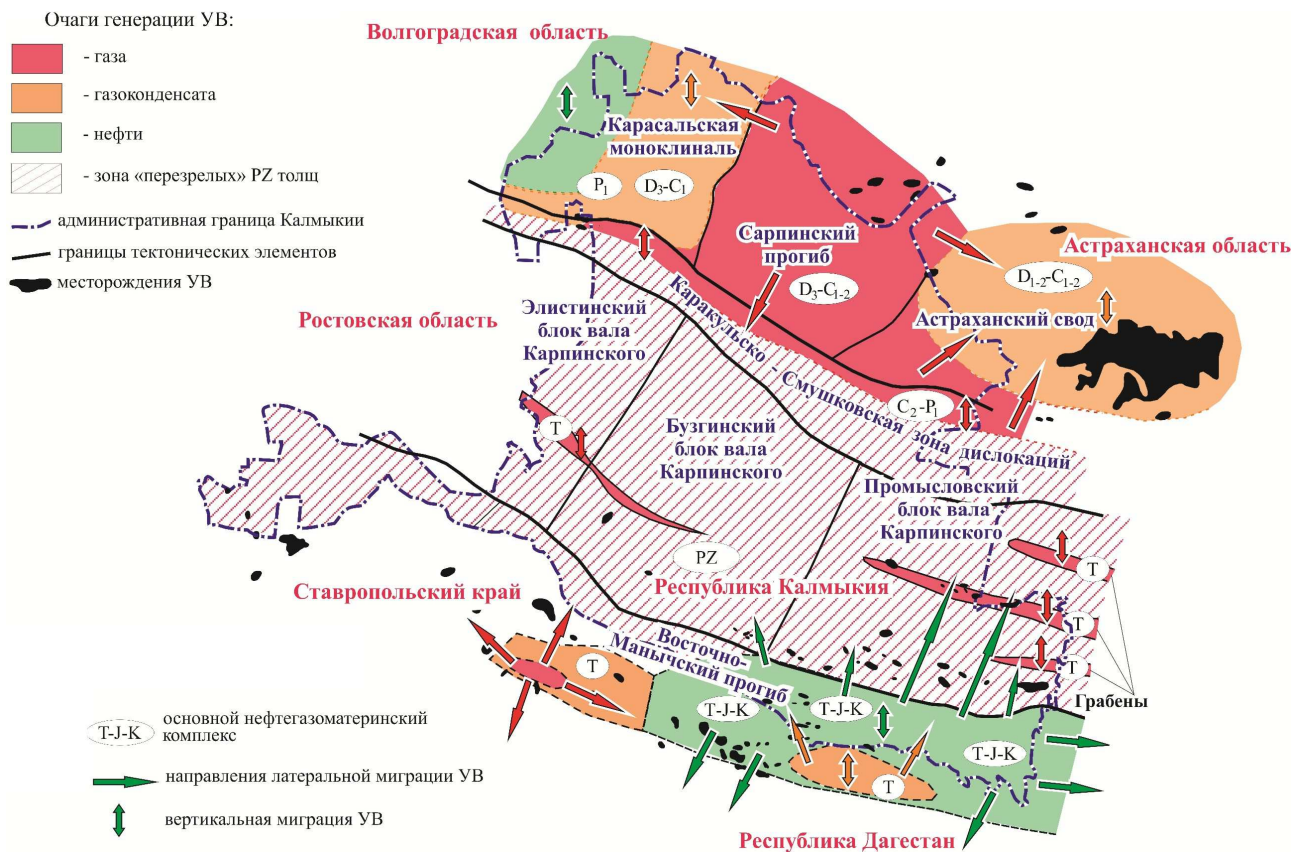 Очаги генерации УВ:
- газа
- газоконденсата
- нефти
- зона «перезрелых» PZ толщ
административная граница Калмыкии
границы тектонических элементов
месторождения УВ
Волгоградская область
Карасальская
моноклиналь
P1
D3-C1
Сарпинский
прогиб
D3-C1-2
Астраханская область
D1-2-C1-2
Астраханский свод
Ростовская область
Элистинский
блок вала
Карпинского
Каракульско - Смушковская зона дислокаций
C2-P1
T
Бузгинский
блок вала
Карпинского
Промысловский
блок вала
Карпинского
PZ
T
T
T
Грабены
Ставропольский край
Республика Калмыкия
Восточно-
Манычский прогиб
T
T-J-K
T-J-K
T-J-K
T
Республика Дагестан
T-J-K
основной нефтегазоматеринский
комплекс
направления латеральной миграции УВ
вертикальная миграция УВ